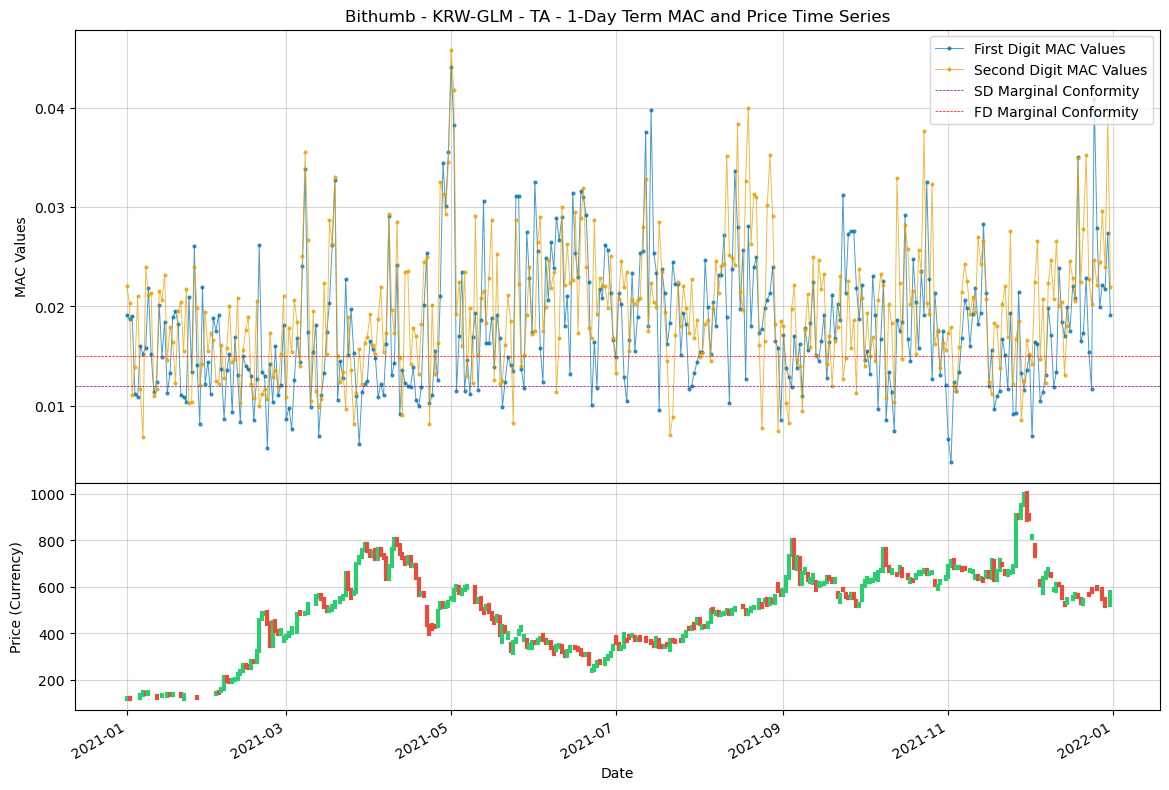 Bithumb - KRW-GLM - TA - 1-Day Term MAC and Price Time Series
First Digit MAC Values
Second Digit MAC Values
SD Marginal Conformity
FD Marginal Conformity
MAC Values
0.04
0.03
0.02
0.01
Price (Currency)
1000
800
600
400
200
2021-01
2021-03
2021-05
2021-07
2021-09
2021-11
2022-01
Date